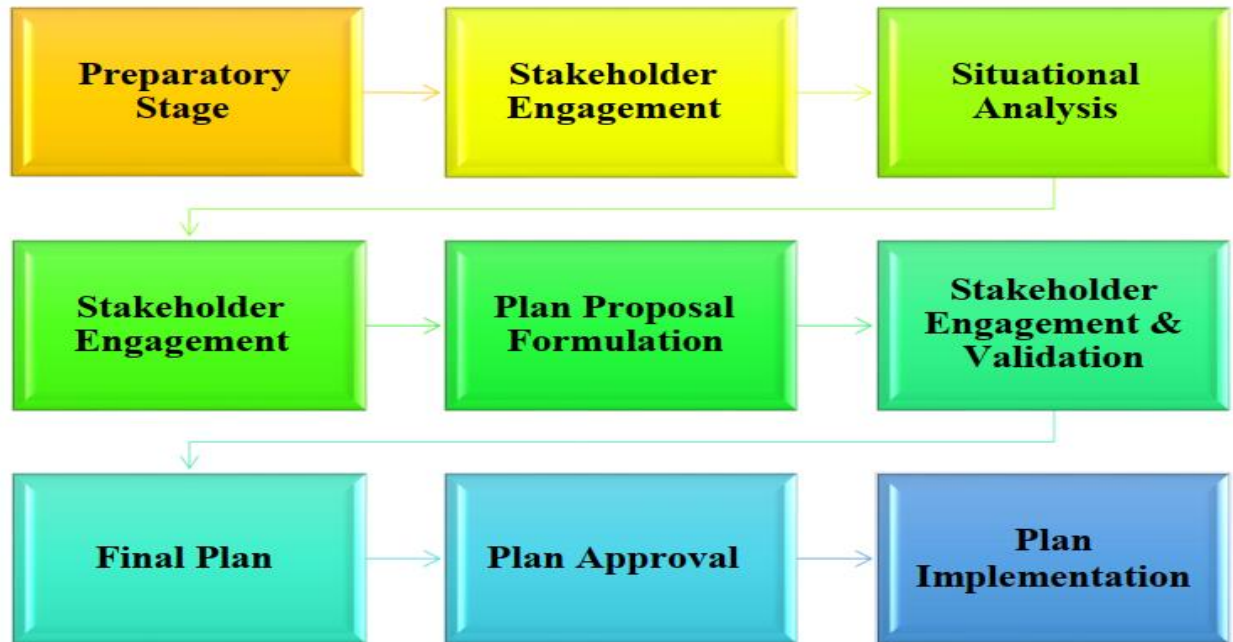 Preparatory
Stage
Stakeholder
Engagement
Situational
Analysis
Stakeholder
Engagement
Plan Proposal
Formulation
Stakeholder
Engagement &
Validation
Final Plan
Plan Approval
Plan
Implementation